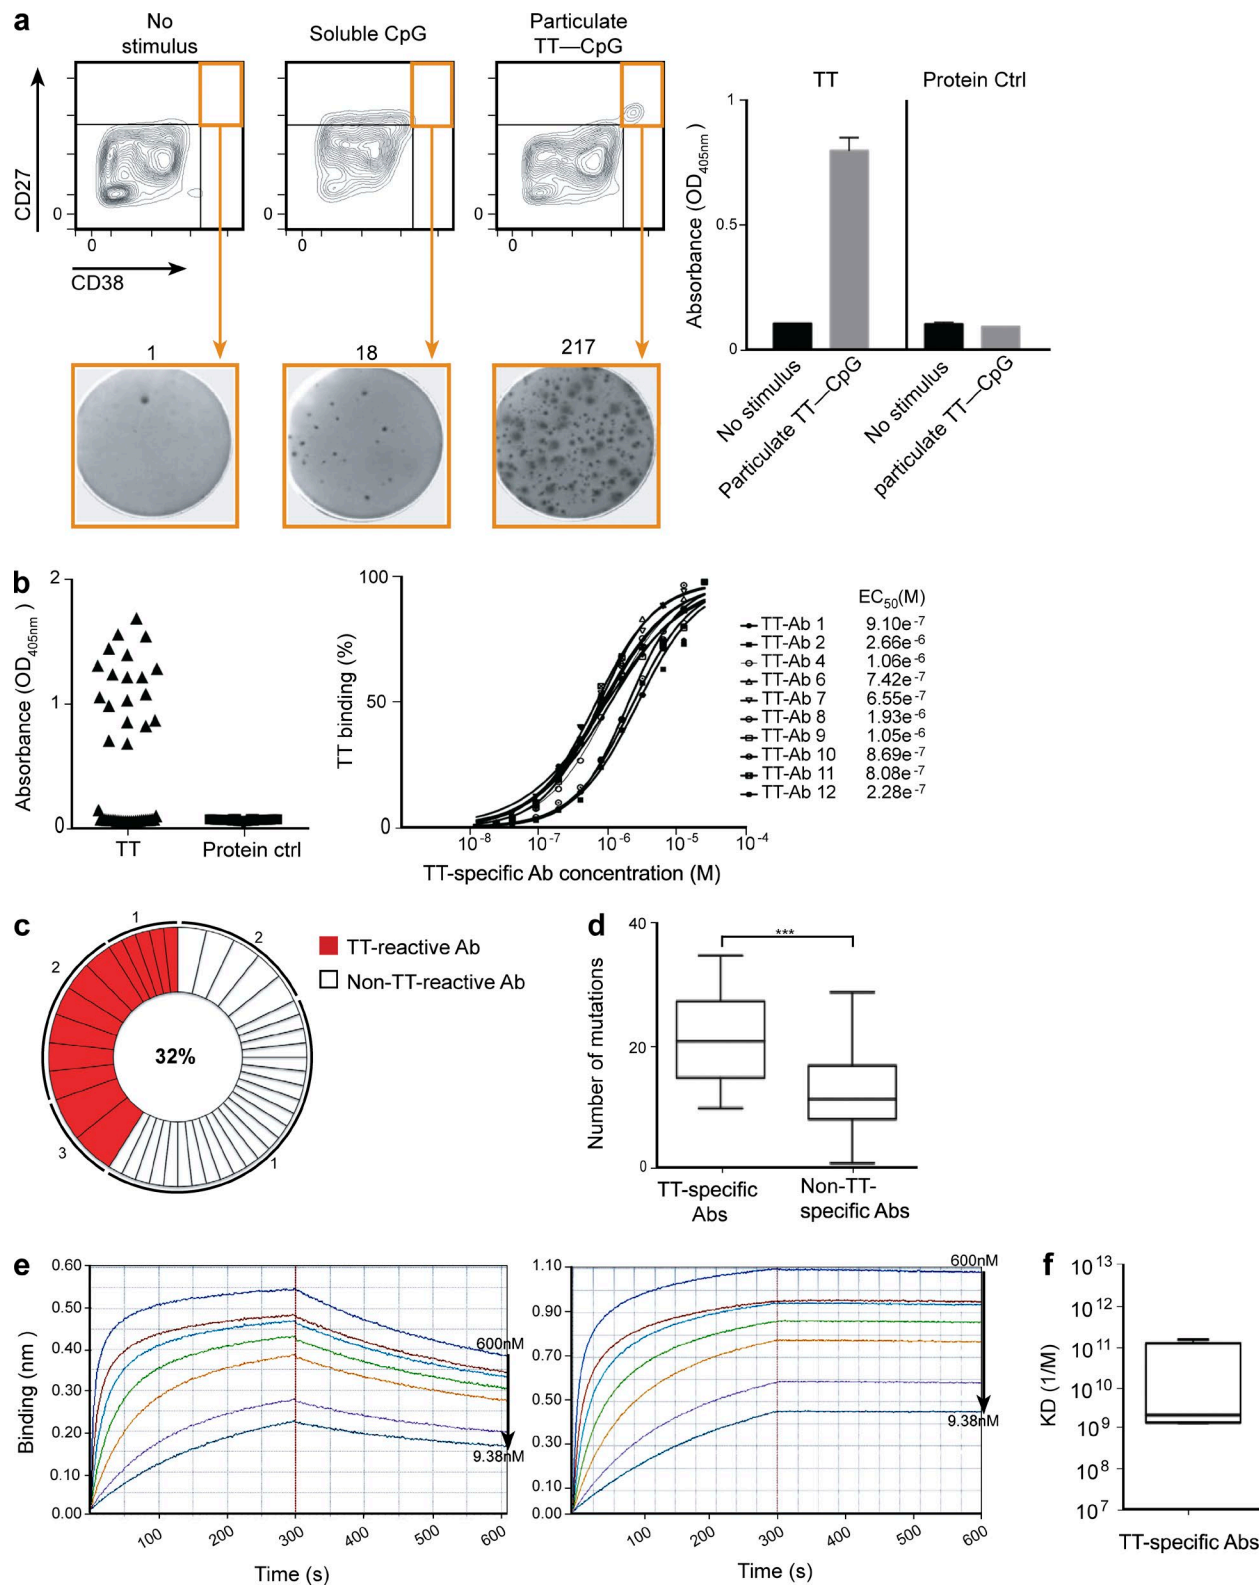 a
No
stimulus
Soluble CpG
Particulate
TT—CpG
CD27
0
0
0
0
0
0
CD38
1
18
217
TT
Protein Ctrl
Absorbance (OD405nm)
1
0.5
0
No stimulus
Particulate TT—CpG
No stimulus
particulate TT—CpG
b
Absorbance (OD405nm )
2
1
0
TT
Protein ctrl
TT binding (%)
100
50
0
10-8
10-7
10-6
10-5
10-4
TT-specific Ab concentration (M)
EC50(M)
TT-Ab 1 9.10e-7
TT-Ab 2 2.66e-6
TT-Ab 4 1.06e-6
TT-Ab 6 7.42e-7
TT-Ab 7 6.55e-7
TT-Ab 8 1.93e-6
TT-Ab 9 1.05e-6
TT-Ab 10 8.69e-7
TT-Ab 11 8.08e-7
TT-Ab 12 2.28e-7
c
1
2
2
3
1
32%
TT-reactive Ab
Non-TT-reactive Ab
d
Number of mutations
40
20
0
***
TT-specific
Abs
Non-TT-
specific Abs
e
Binding (nm )
0.60
0.50
0.40
0.30
0.20
0.10
0.00
600nM
9.38nM
100
200
300
400
500
600
Time (s)
1.10
0.90
0.70
0.50
0.30
0.10
0.00
600nM
9.38nM
100
200
300
400
500
600
Time (s)
f
KD (1/M)
1013
1012
1011
1010
109
108
107
TT-specific Abs